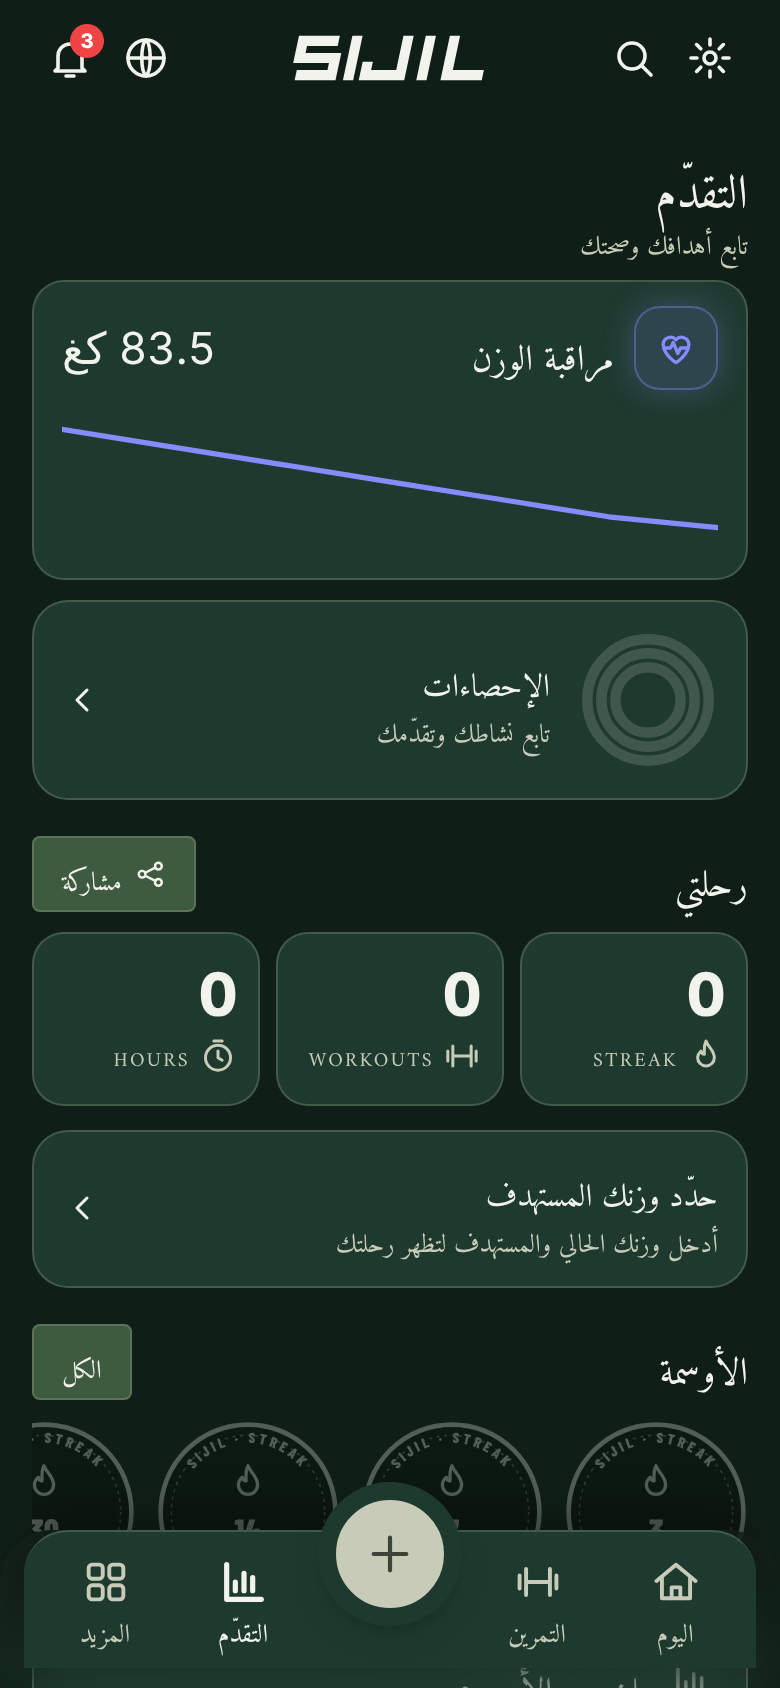 3
SIJIL
التقدّم
تابع أهدافك وصحتك
مراقبة الوزن
83.5 كغ
الإحصاءات
تابع نشاطك وتقدّمك
رحلتي
مشاركة
0
STREAK
0
WORKOUTS
0
HOURS
حدّد وزنك المستهدف
أدخل وزنك الحالي والمستهدف لتظهر رحلتك
الأوسمة
الكل
SIJIL · STREAK
SIJIL · STREAK
SIJIL · STREAK
· STREAK
اليوم
التمرين
التقدّم
المزيد